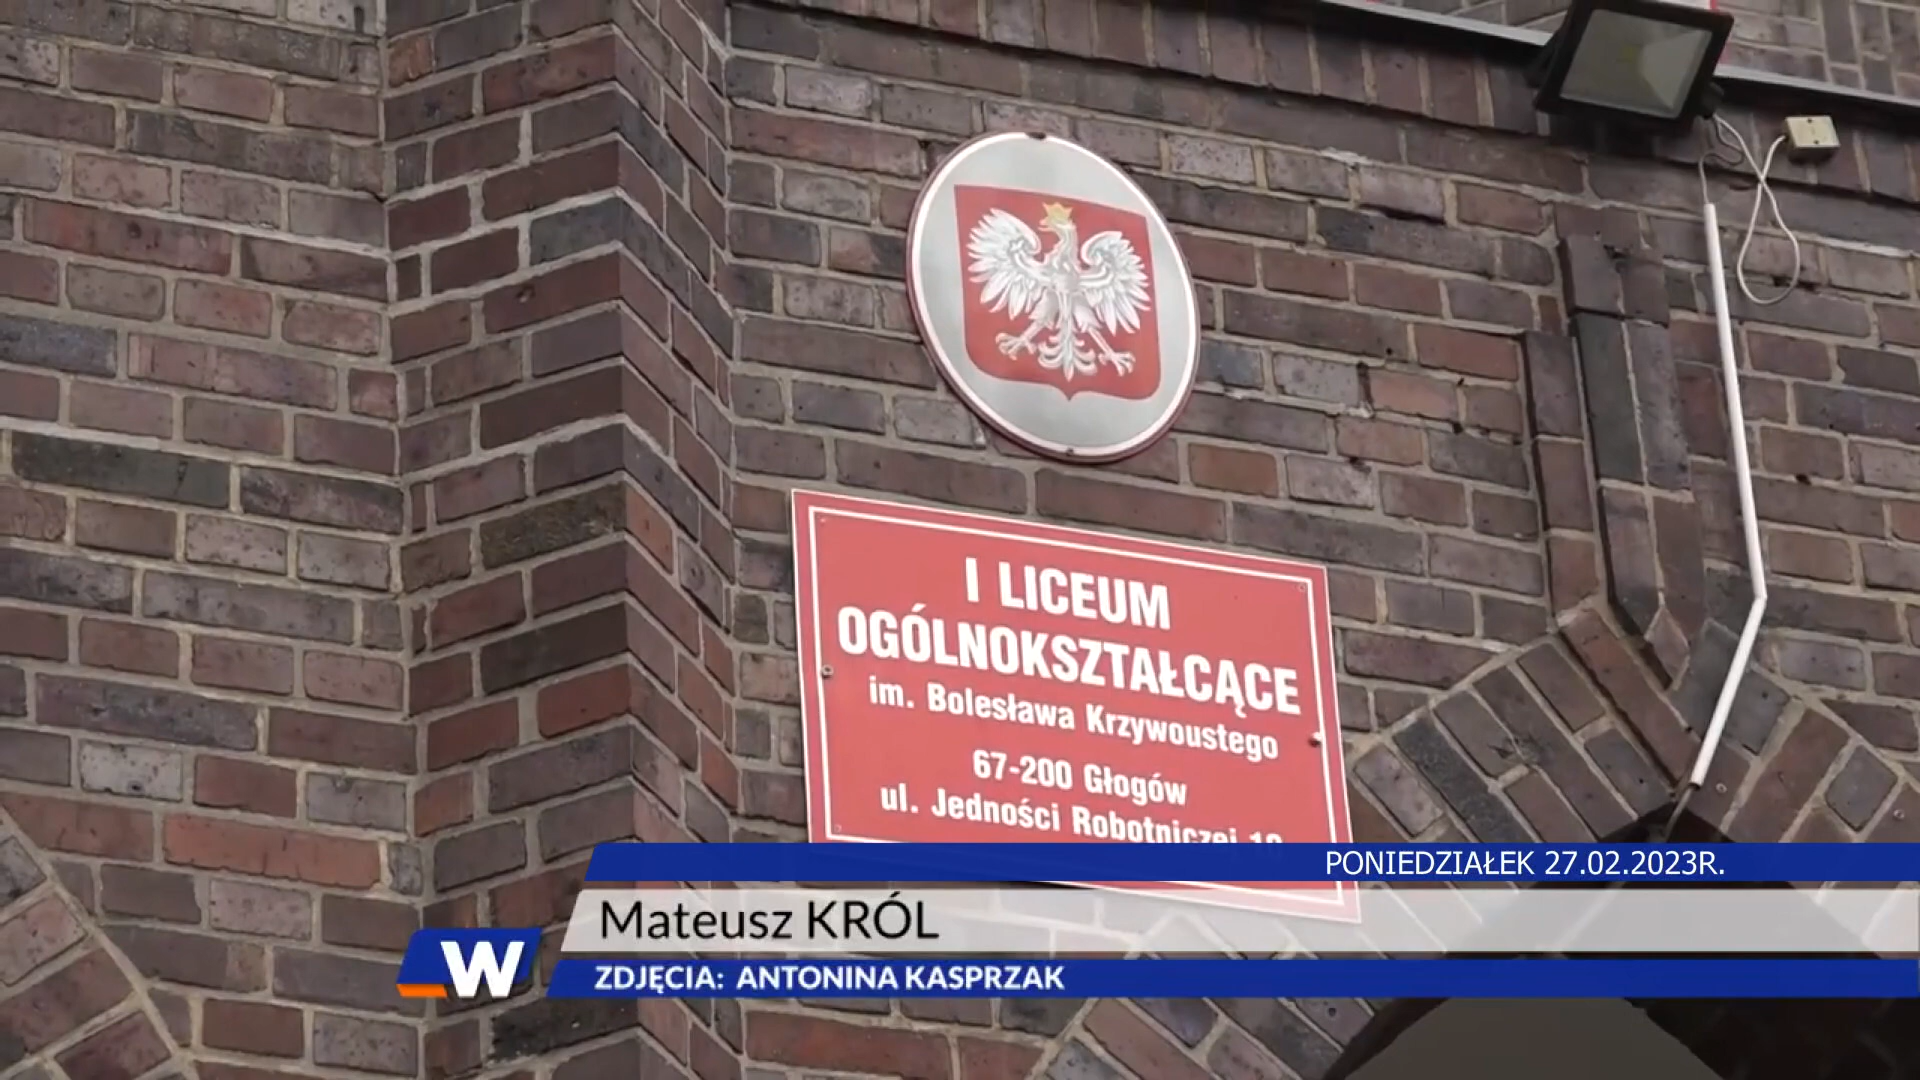 I LICEUM
OGÓLNOKSZTAŁCĄCE
im. Bolesława Krzywoustego
67-200 Głogów
ul. Jedności Robotniczej
PONIEDZIAŁEK 27.02.2023R.
Mateusz KRÓL
W
ZDJĘCIA: ANTONINA KASPRZAK